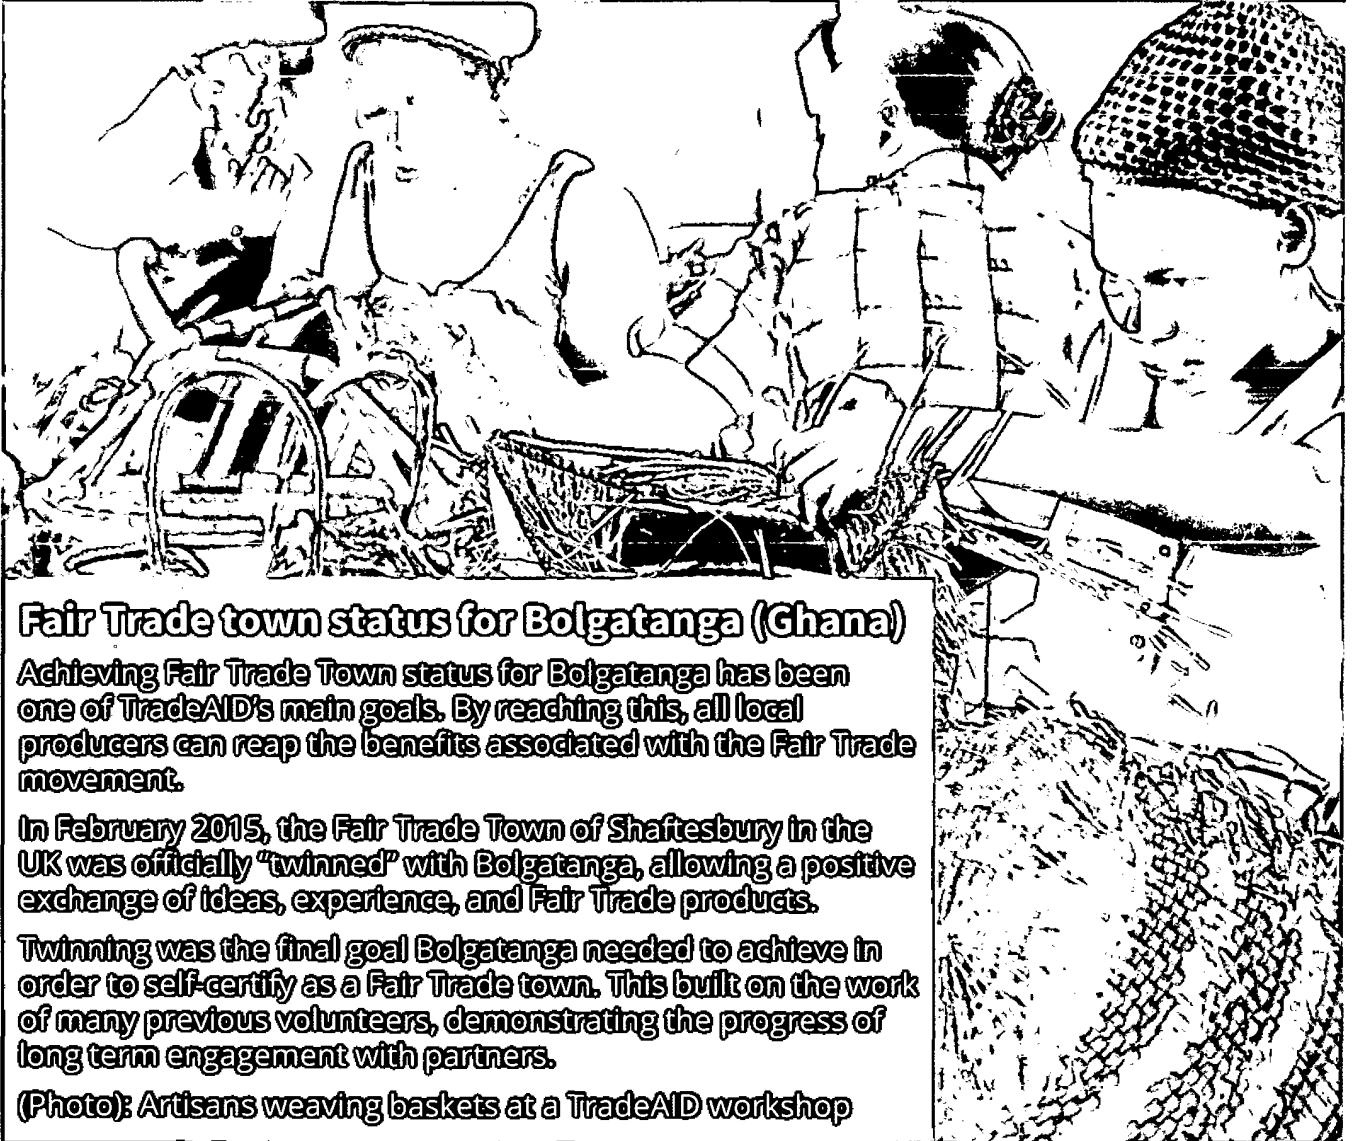 Fair Trade town status for Bolgatanga (Ghana)
Achieving Fair Trade Town status for Bolgatanga has been
one of TradeAID's main goals. By reaching this, all local
producers can reap the benefits associated with the Fair Trade
movement.
In February 2015, the Fair Trade Town of Shaftesbury in the
UK was officially "twinned" with Bolgatanga, allowing a positive
exchange of ideas, experience, and Fair Trade products.
Twinning was the final goal Bolgatanga needed to achieve in
order to self-certify as a Fair Trade town. This built on the work
of many previous volunteers, demonstrating the progress of
long term engagement with partners.
(Photo): Artisans weaving baskets at a TradeAID workshop